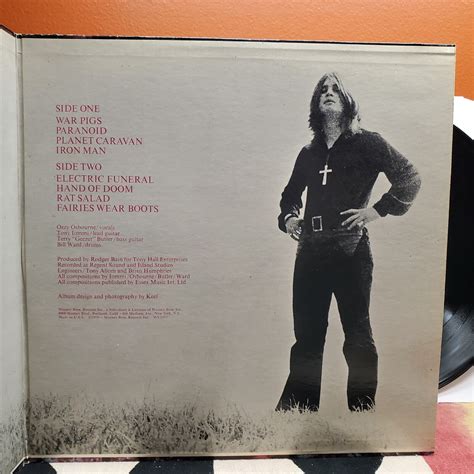 SIDE ONE
WAR PIGS
PARANOID
PLANET CARAVAN
IRON MAN
SIDE TWO
ELECTRIC FUNERAL
HAND OF DOOM
RAT SALAD
FAIRIES WEAR BOOTS
Ozzy Osbourne/vocals
Tony Iommi/lead guitar
Terry "Geezer" Butler/bass guitar
Bill Ward/drums
Produced by Rodger Bain for Tony Hall Enterprises
Recorded at Regent Sound and Island Studios
Engineers/Tony Allom and Brian Humphries
All compositions by Iommi/Osbourne/Butler/Ward
All compositions published by Essex Music Int. Ltd
Album design and photography by Keef